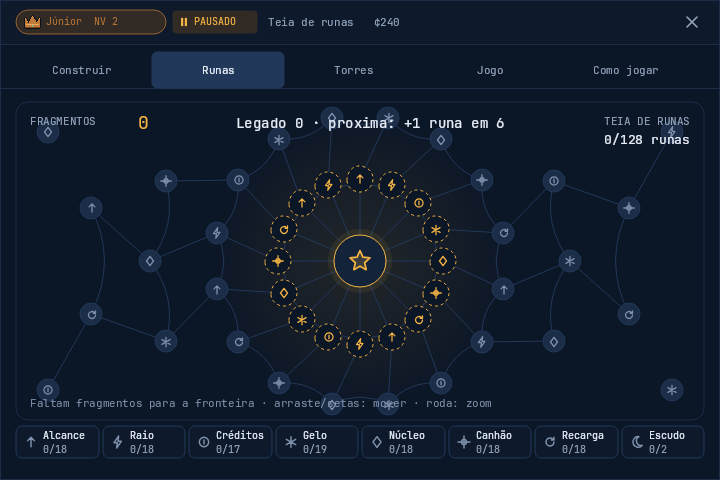 Júnior NV 2
PAUSADO
Teia de runas ₵240
Construir
Runas
Torres
Jogo
Como jogar
FRAGMENTOS 0
Legado 0 · proxima: +1 runa em 6
TEIA DE RUNAS
0/128 runas
Faltam fragmentos para a fronteira · arraste/setas: mover · roda: zoom
Alcance
0/18
Raio
0/18
Créditos
0/17
Gelo
0/19
Núcleo
0/18
Canhão
0/18
Recarga
0/18
Escudo
0/2